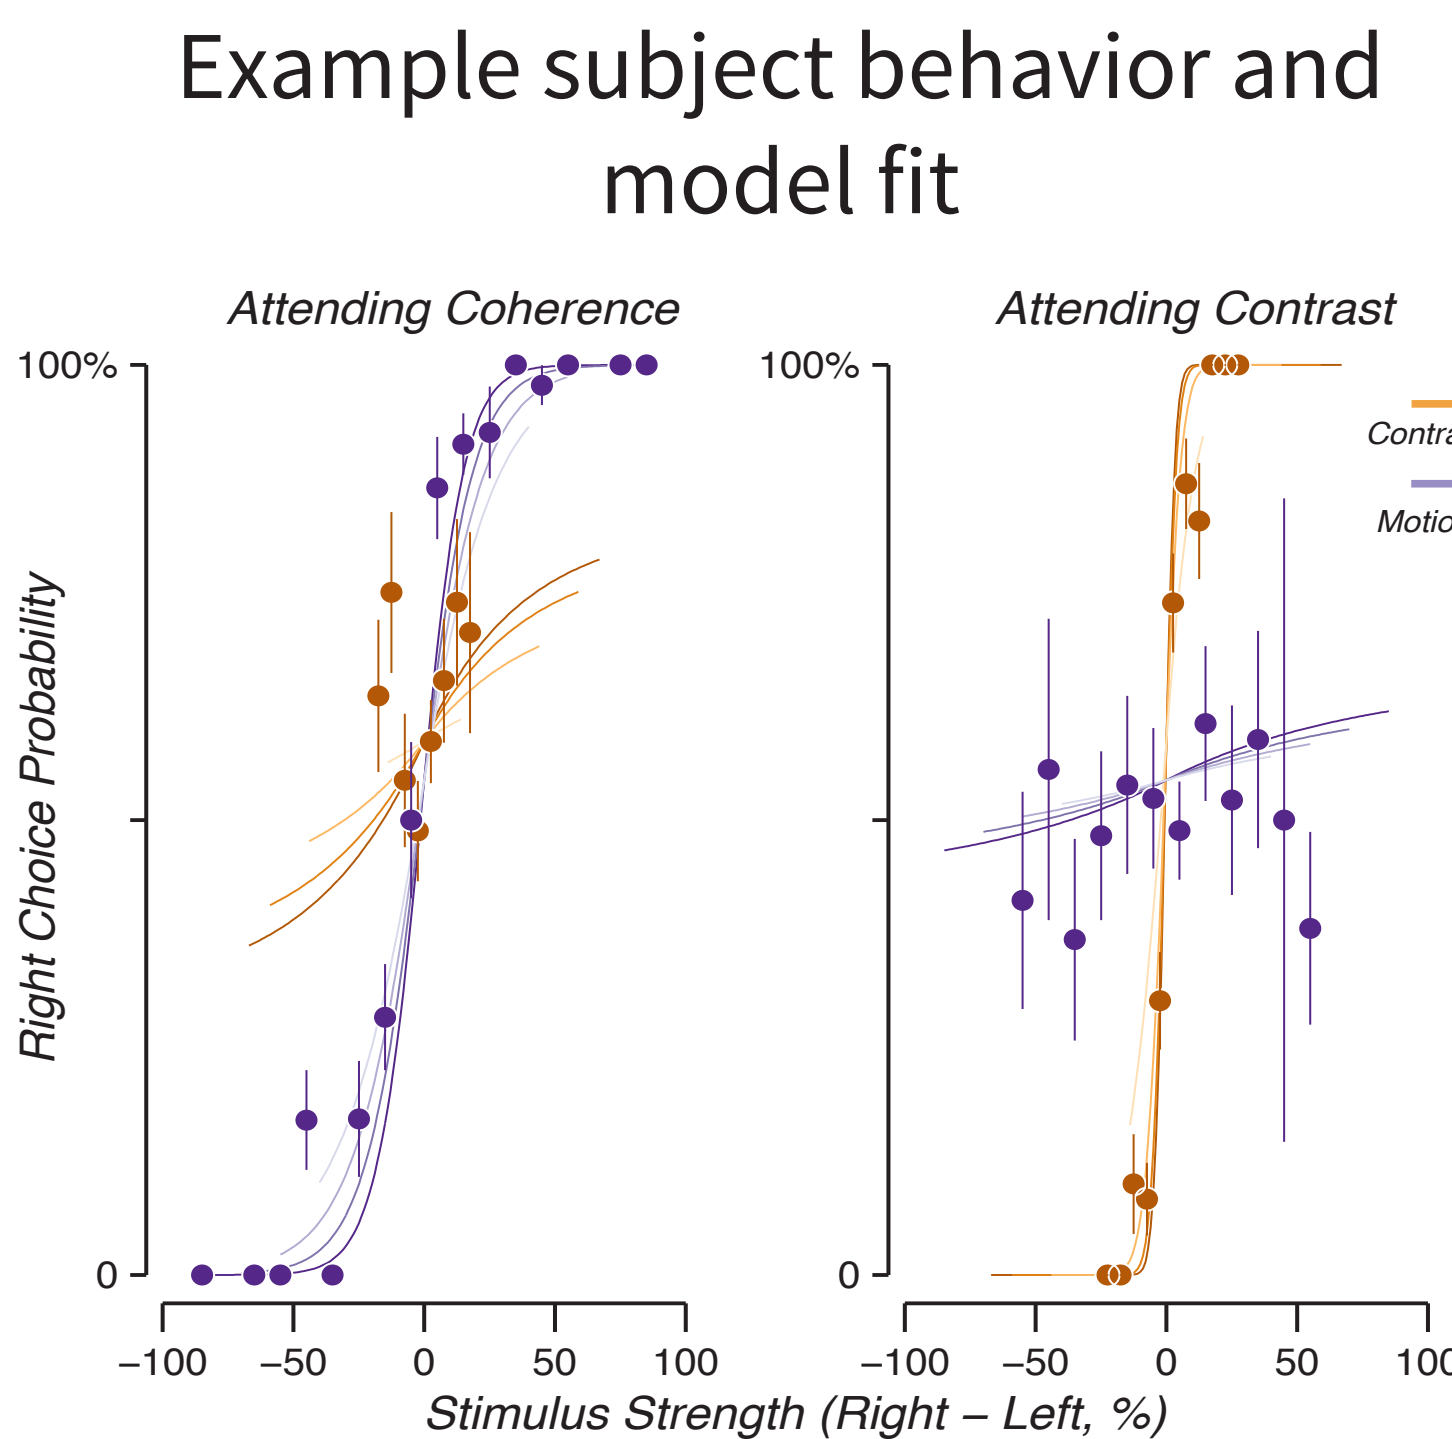 Example subject behavior and
model fit
Attending Coherence
Attending Contrast
100%
100%
Right Choice Probability
0
0
−100 −50 0 50 100
−100 −50 0 50
Stimulus Strength (Right − Left, %)